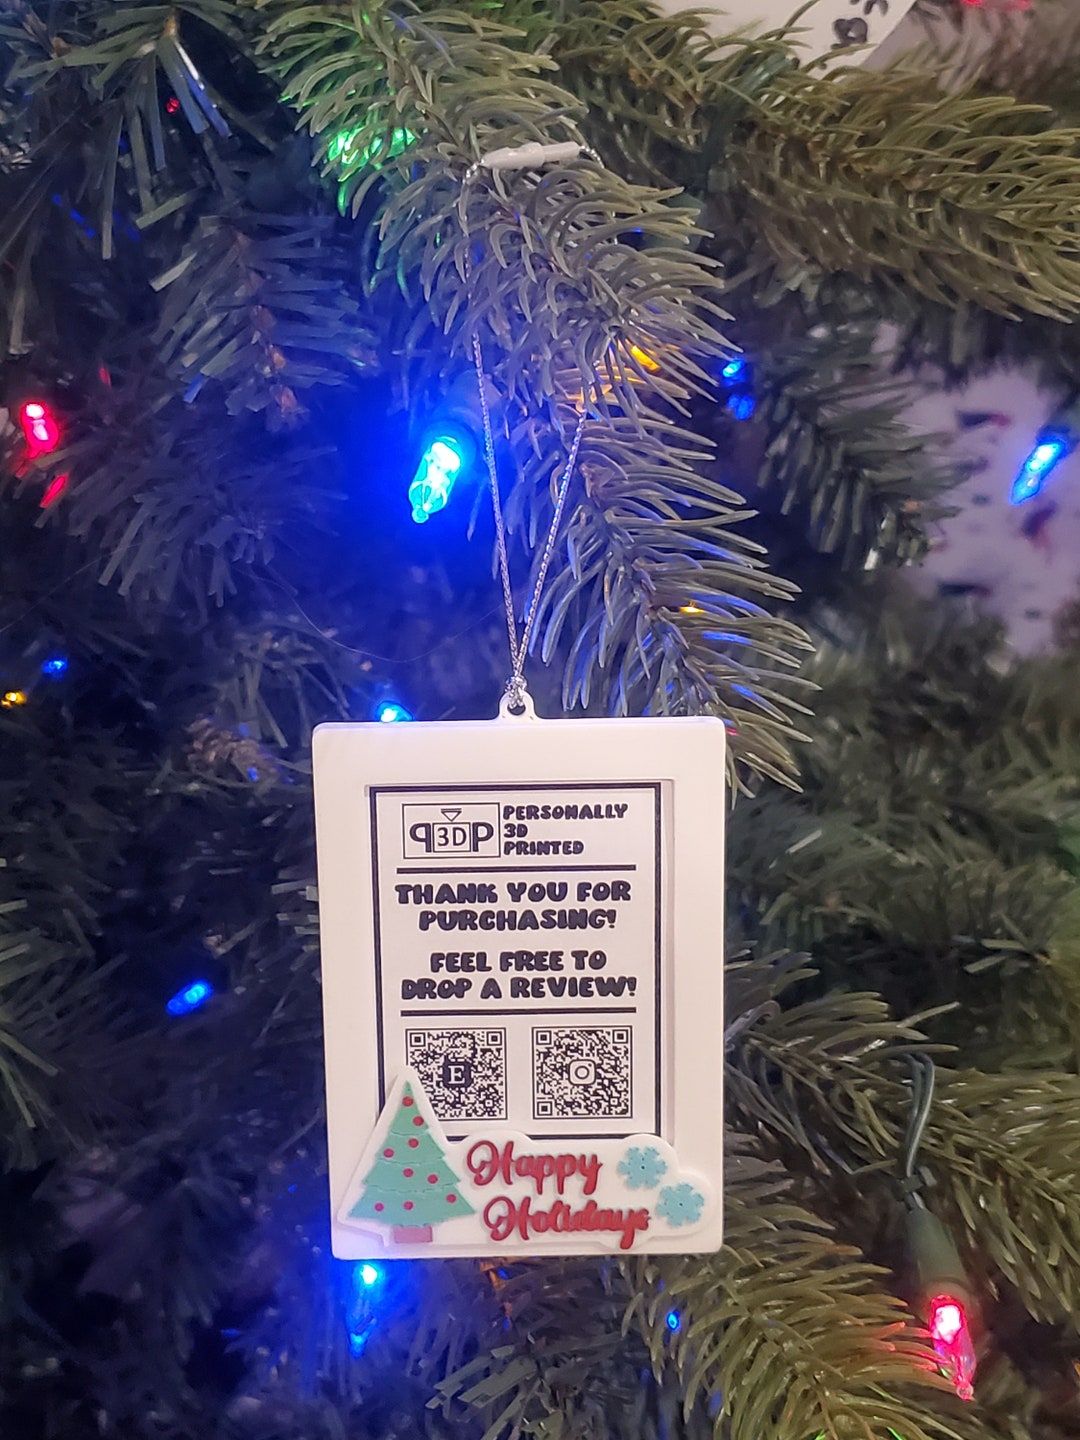 P3DP
PERSONALLY
3D
PRINTED
THANK YOU FOR
PURCHASING!
FEEL FREE TO
DROP A REVIEW!
E
Happy
Holidays